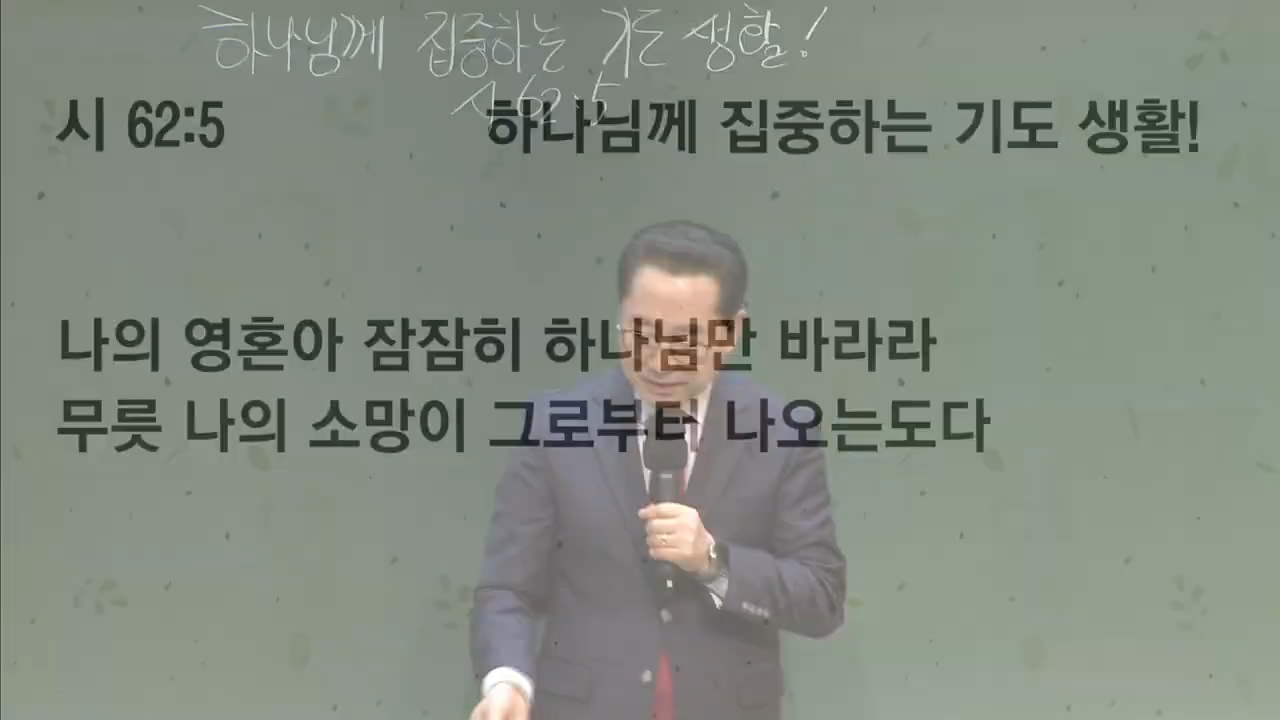 하나님께 집중하는 기도 생활!
시 62:5
시 62:5 하나님께 집중하는 기도 생활!
나의 영혼아 잠잠히 하나님만 바라라
무릇 나의 소망이 그로부터 나오는도다